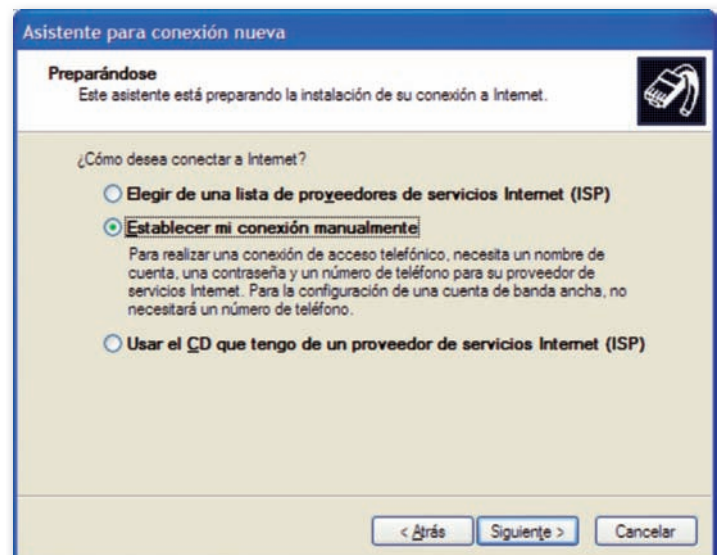 Asistente para conexión nueva
Preparándose
Este asistente está preparando la instalación de su conexión a Internet.
¿Cómo desea conectar a Internet?
Elegir de una lista de proveedores de servicios Internet (ISP)
Establecer mi conexión manualmente
Para realizar una conexión de acceso telefónico, necesita un nombre de
cuenta, una contraseña y un número de teléfono para su proveedor de
servicios Internet. Para la configuración de una cuenta de banda ancha, no
necesitará un número de teléfono.
Usar el CD que tengo de un proveedor de servicios Internet (ISP)
< Atrás Siguiente > Cancelar